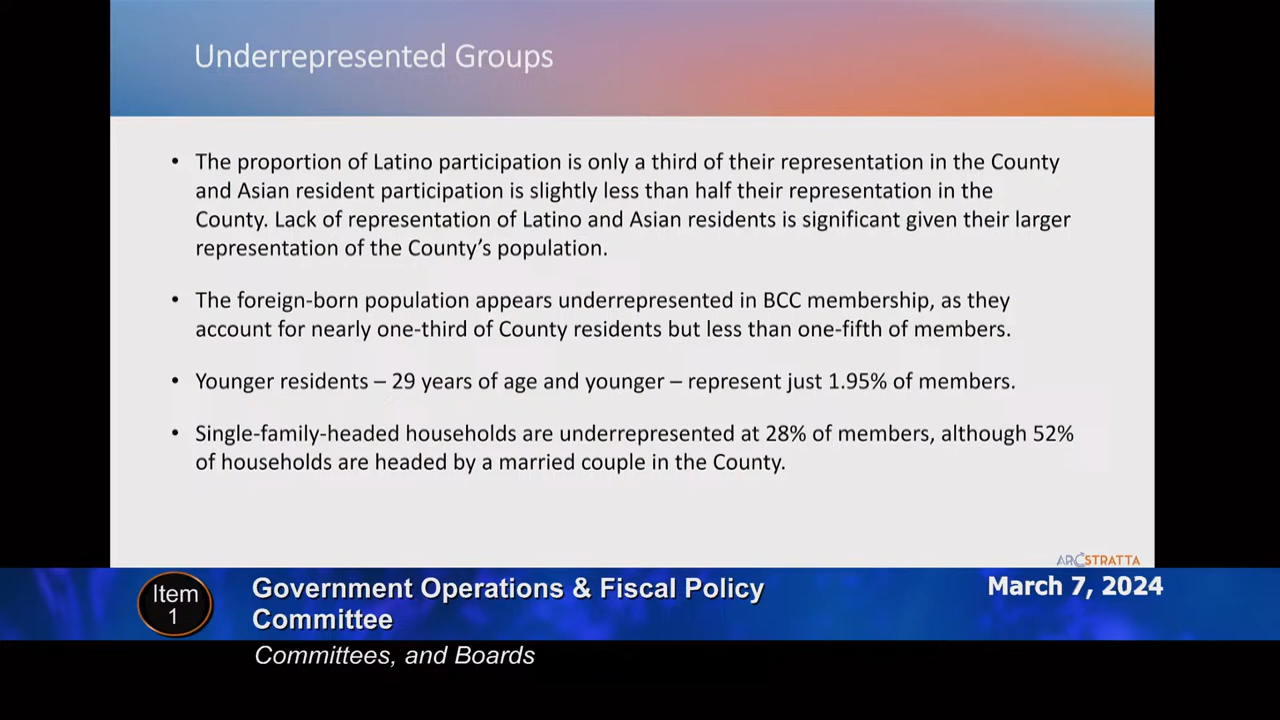 Underrepresented Groups
• The proportion of Latino participation is only a third of their representation in the County
and Asian resident participation is slightly less than half their representation in the
County. Lack of representation of Latino and Asian residents is significant given their larger
representation of the County’s population.
• The foreign-born population appears underrepresented in BCC membership, as they
account for nearly one-third of County residents but less than one-fifth of members.
• Younger residents – 29 years of age and younger – represent just 1.95% of members.
• Single-family-headed households are underrepresented at 28% of members, although 52%
of households are headed by a married couple in the County.
ARCSTRATTA
Item
1
Government Operations & Fiscal Policy
Committee
March 7, 2024
Committees, and Boards